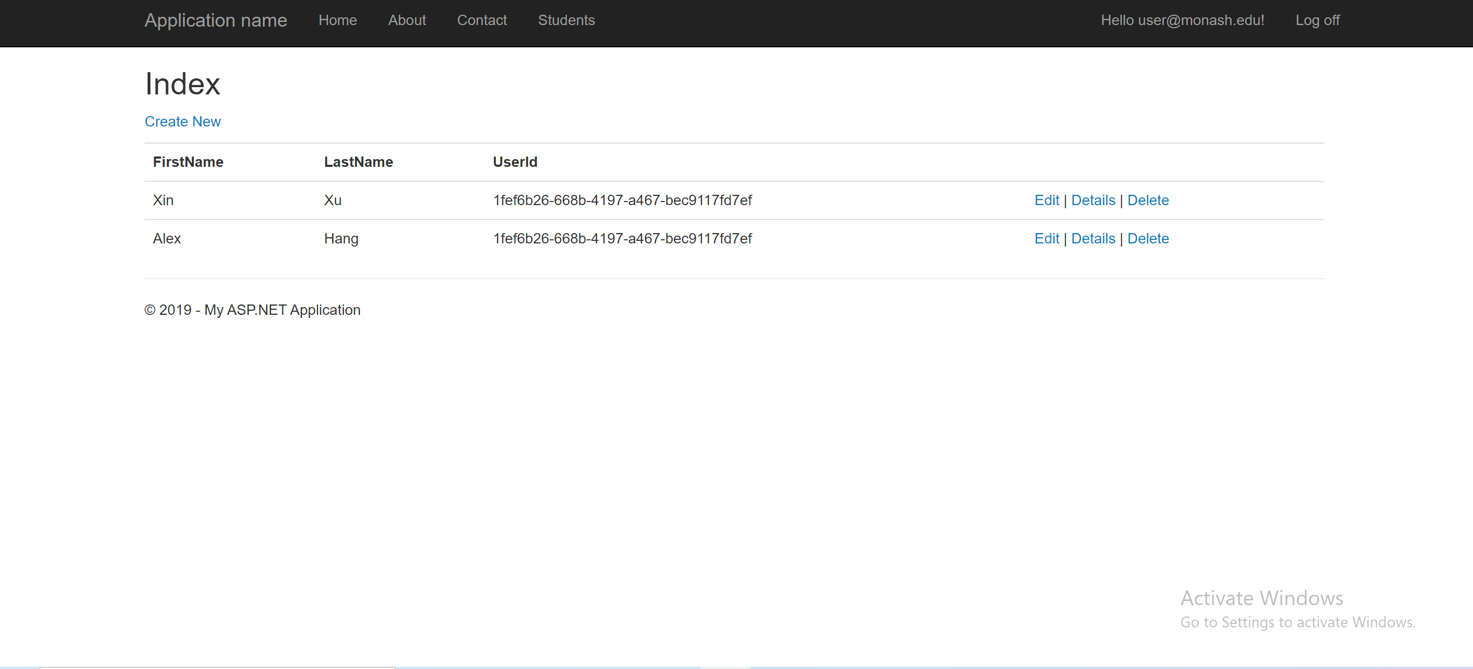 Application name Home About Contact Students Hello user@monash.edu! Log off
Index
Create New
FirstName LastName UserId
Xin Xu 1fef6b26-668b-4197-a467-bec9117fd7ef Edit | Details | Delete
Alex Hang 1fef6b26-668b-4197-a467-bec9117fd7ef Edit | Details | Delete
© 2019 - My ASP.NET Application
Activate Windows
Go to Settings to activate Windows.